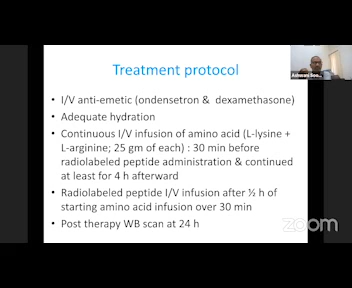 Treatment protocol
• I/V anti-emetic (ondensetron & dexamethasone)
• Adequate hydration
• Continuous I/V infusion of amino acid (L-lysine +
L-arginine; 25 gm of each) : 30 min before
radiolabeled peptide administration & continued
at least for 4 h afterward
• Radiolabeled peptide I/V infusion after ½ h of
starting amino acid infusion over 30 min
• Post therapy WB scan at 24 h
zoom